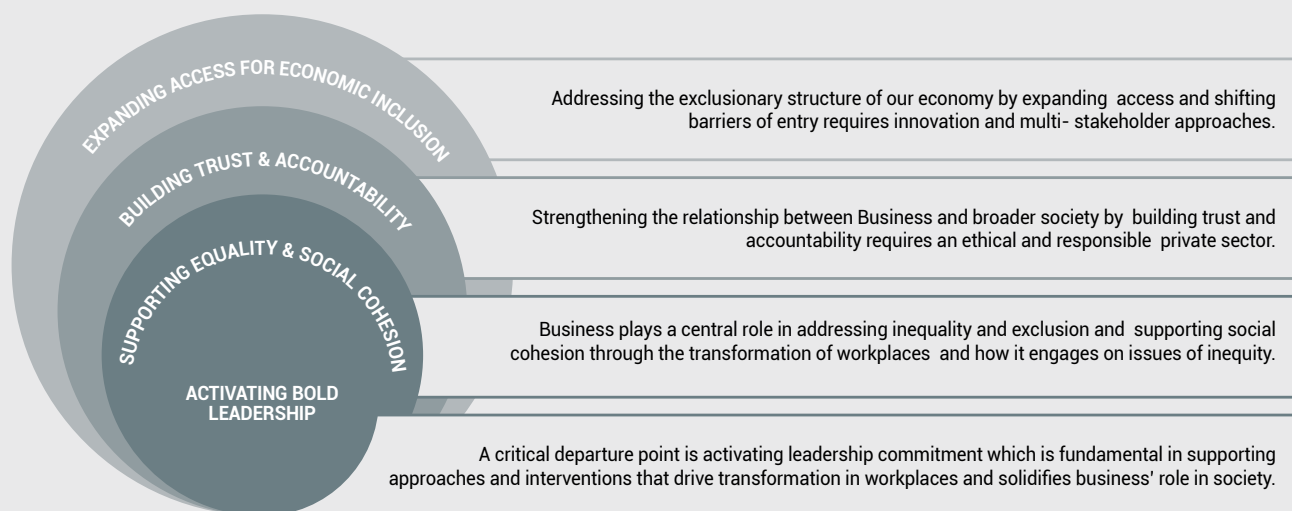 EXPANDING ACCESS FOR ECONOMIC INCLUSION
Addressing the exclusionary structure of our economy by expanding access and shifting
barriers of entry requires innovation and multi- stakeholder approaches.
BUILDING TRUST & ACCOUNTABILITY
Strengthening the relationship between Business and broader society by building trust and
accountability requires an ethical and responsible private sector.
SUPPORTING EQUALITY & SOCIAL COHESION
Business plays a central role in addressing inequality and exclusion and supporting social
cohesion through the transformation of workplaces and how it engages on issues of inequity.
ACTIVATING BOLD
LEADERSHIP
A critical departure point is activating leadership commitment which is fundamental in supporting
approaches and interventions that drive transformation in workplaces and solidifies business' role in society.